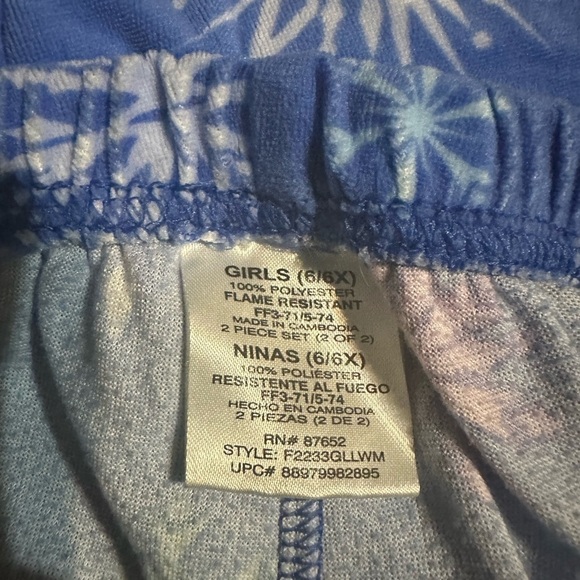 GIRLS (6/6X)
100% POLYESTER
FLAME RESISTANT
FF3-71/5-74
MADE IN CAMBODIA
2 PIECE SET (2 OF 2)
NINAS (6/6X)
100% POLIÉSTER
RESISTENTE AL FUEGO
FF3-71/5-74
HECHO EN CAMBODIA
2 PIEZAS (2 DE 2)
RN# 87652
STYLE: F2233GLLWM
UPC# 88979982895